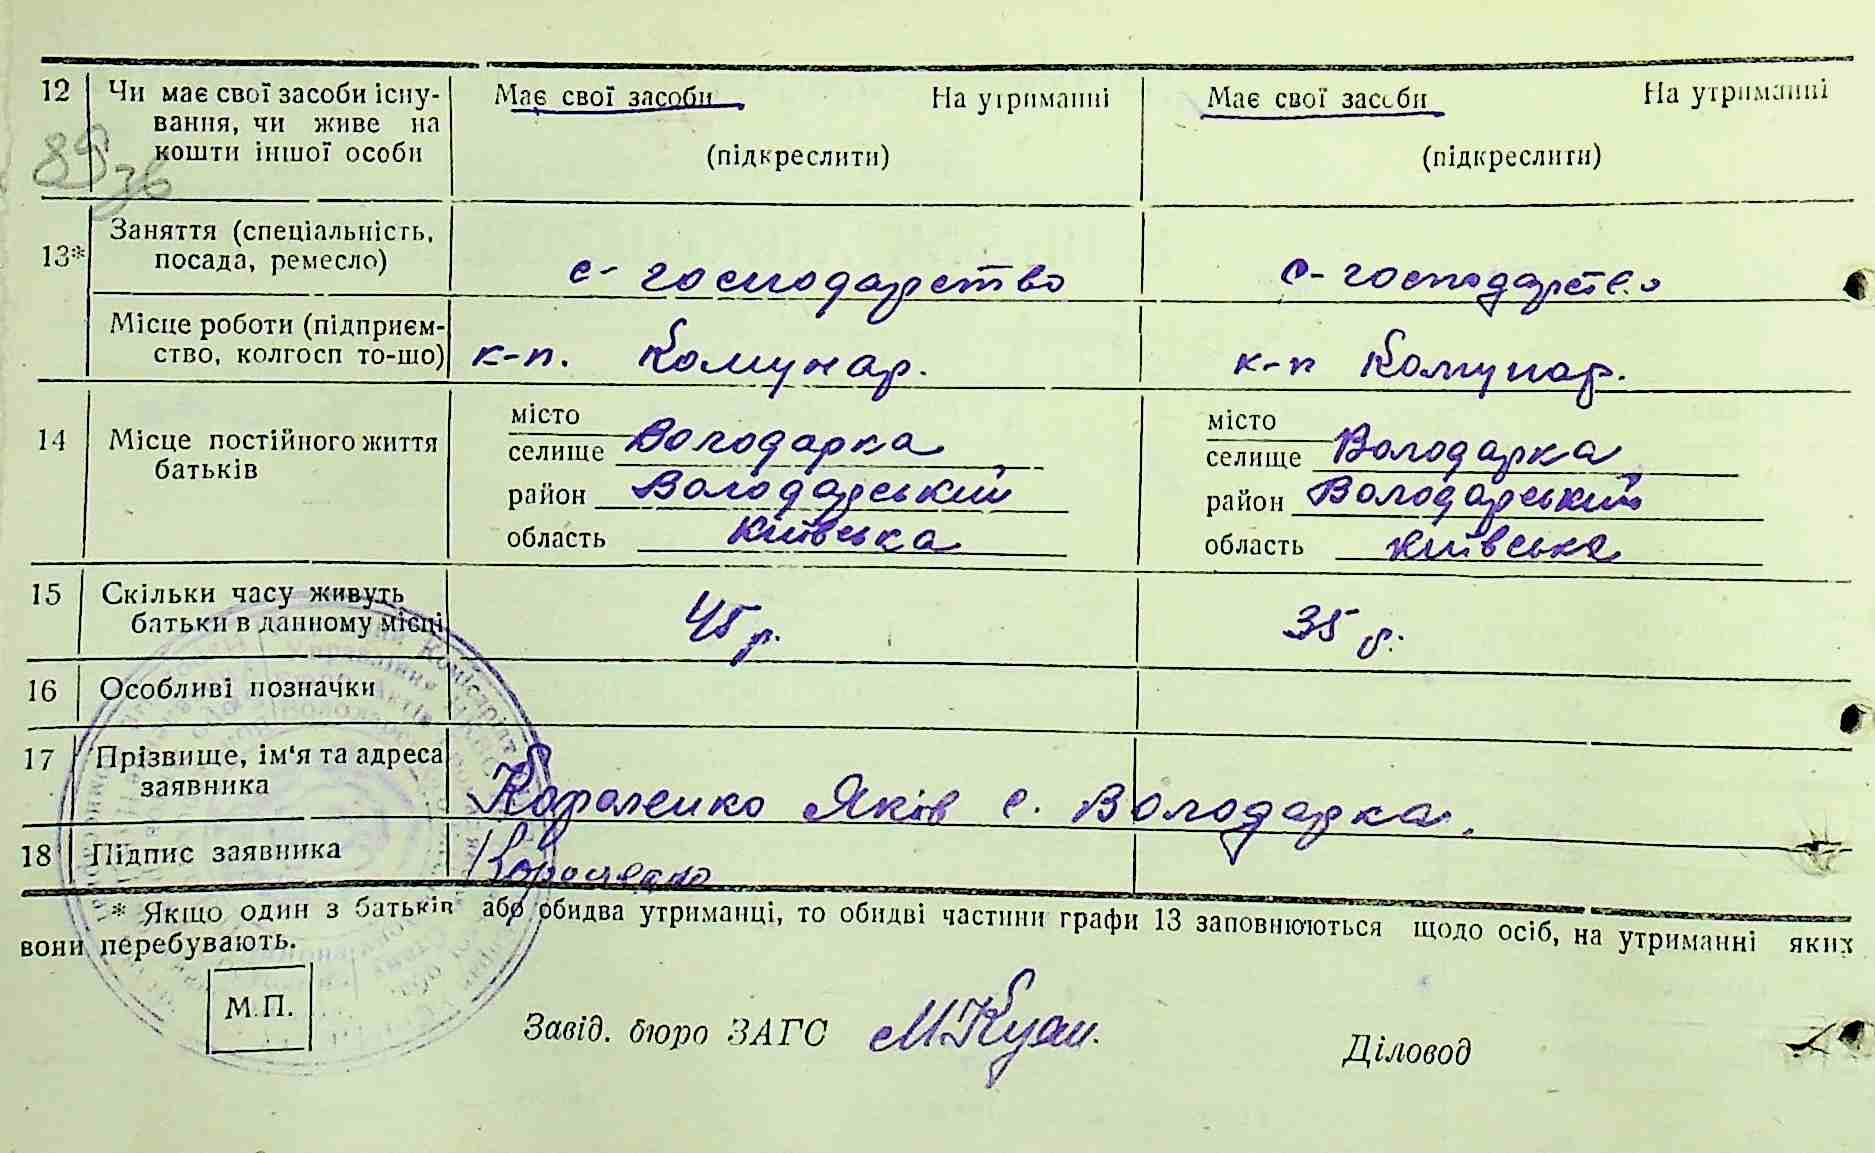 12 Чи має свої засоби існу- Має свої засоби На утриманні Має свої засоби На утриманні
вання, чи живе на
кошти іншої особи (підкреслити) (підкреслити)
89
Заняття (спеціальність,
13* посада, ремесло) с-господарство с-господарство
Місце роботи (підприєм-
ство, колгосп то-що) к-п. Комунар. к-п Комунар.
місто місто
14 Місце постійного життя селище Володарка селище Володарка
батьків район Володарський район Володарський
область Київська область Київська
15 Скільки часу живуть 45 р. 35 р.
батьки в данному місці
16 Особливі позначки
17 Прізвище, ім'я та адреса
заявника Яків с. Володарка.
18 Підпис заявника
* Якщо один з батьків або обидва утриманці, то обидві частини графи 13 заповнюються щодо осіб, на утриманні яких
вони перебувають.
М.П.
Завід. бюро ЗАГС Діловод